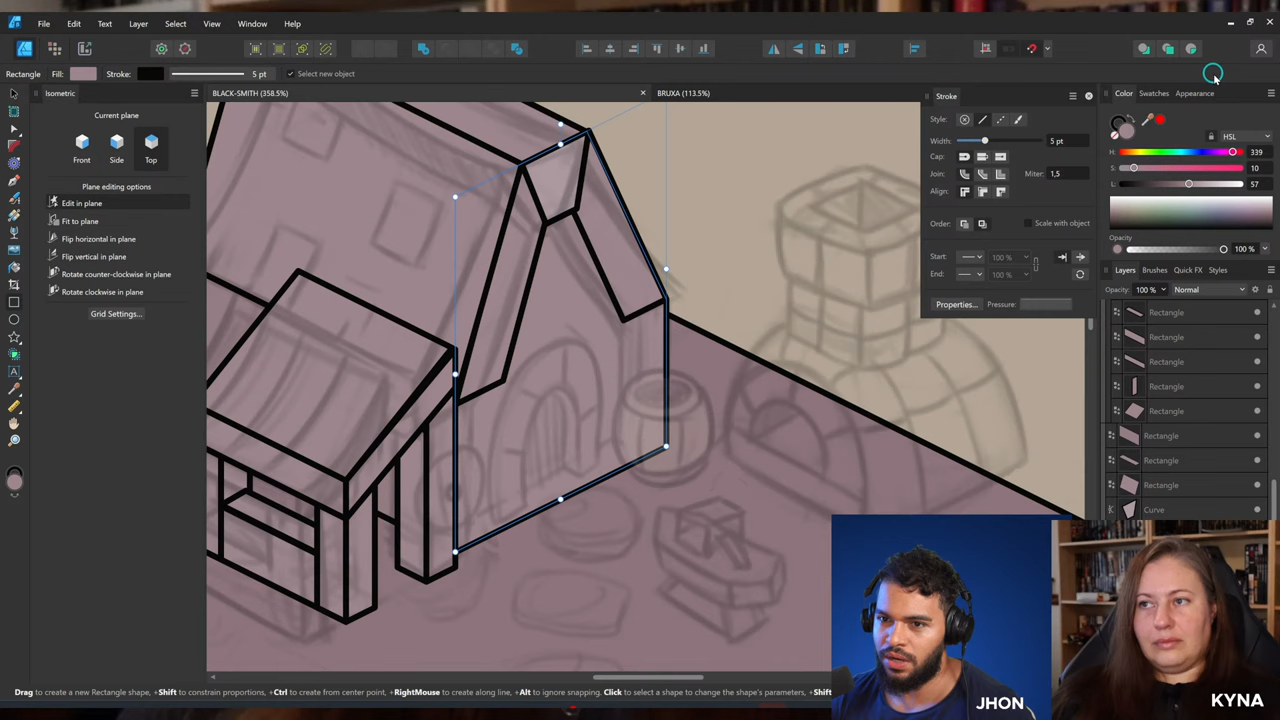 File Edit Text Layer Select View Window Help
Rectangle Fill: Stroke: 5 pt Select new object
Isometric
BLACK-SMITH (358.5%)
BRUXA (113.5%)
Current plane
Front Side Top
Plane editing options
Edit in plane
Fit to plane
Flip horizontal in plane
Flip vertical in plane
Rotate counter-clockwise in plane
Rotate clockwise in plane
Grid Settings...
Stroke
Style:
Width: 5 pt
Cap:
Join: Miter: 1,5
Align:
Order: Scale with object
Start: 100 %
End: 100 %
Properties... Pressure:
Color Swatches Appearance
HSL
H: 339
S: 10
L: 57
Opacity
100 %
Layers Brushes Quick FX Styles
Opacity: 100 % Normal
Rectangle
Rectangle
Rectangle
Rectangle
Rectangle
Rectangle
Rectangle
Rectangle
Curve
JHON
KYNA
Drag to create a new Rectangle shape, +Shift to constrain proportions, +Ctrl to create from center point, +RightMouse to create along line, +Alt to ignore snapping. Click to select a shape to change the shape's parameters, +Shift